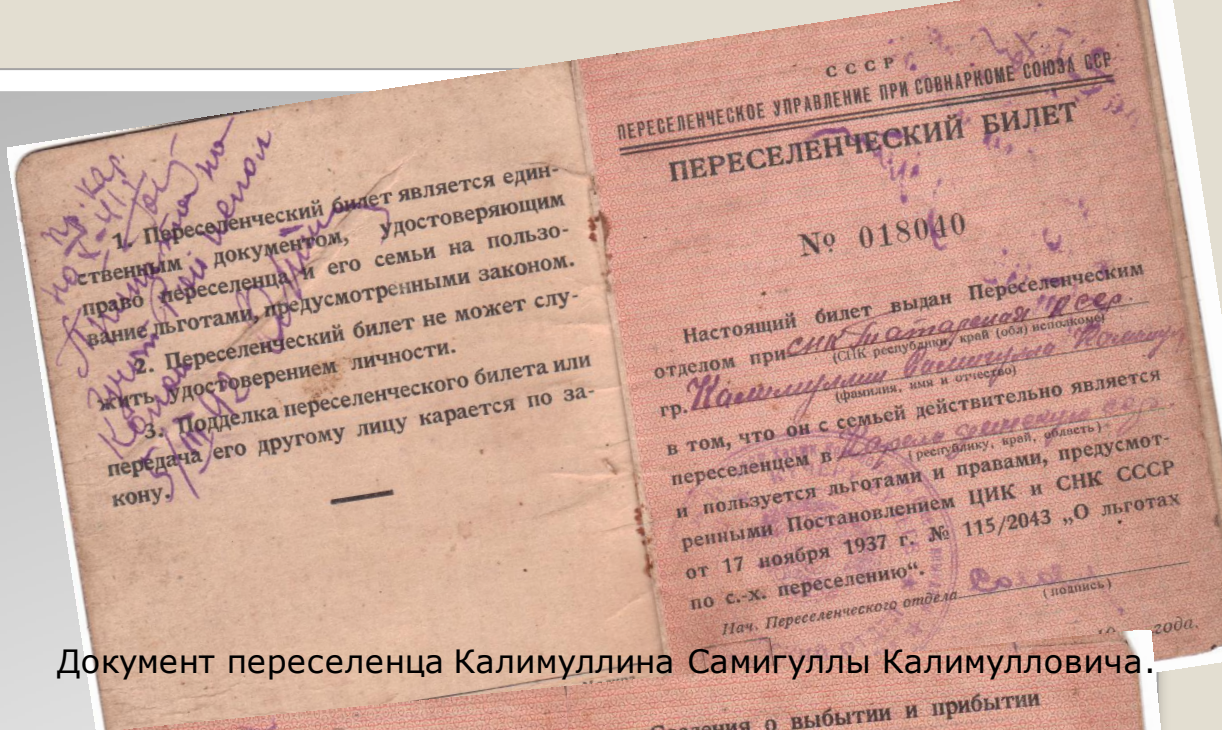 1. Переселенческий билет является един-
ственным документом, удостоверяющим
право переселенца и его семьи на пользо-
вание льготами, предусмотренными законом.
2. Переселенческий билет не может слу-
жить удостоверением личности.
3. Подделка переселенческого билета или
передача его другому лицу карается по за-
кону.
СССР
ПЕРЕСЕЛЕНЧЕСКОЕ УПРАВЛЕНИЕ ПРИ СОВНАРКОМЕ СОЮЗА ССР
ПЕРЕСЕЛЕНЧЕСКИЙ БИЛЕТ
№ 018040
Настоящий билет выдан Переселенческим
отделом при СНК Татарская
(СНК республики, край (обл) исполкome)
гр. Калимуллин
(фамилия, имя и отчество)
в том, что он с семьей действительно является
переселенцем в
(республику, край, область)
и пользуется льготами и правами, предусмот-
ренными Постановлением ЦИК и СНК СССР
от 17 ноября 1937 г. № 115/2043 „О льготах
по с.-х. переселению“.
Нач. Переселенческого отдела
(подпись)
года.
Документ переселенца Калимуллина Самигуллы Калимулловича.
о выбытии и прибытии